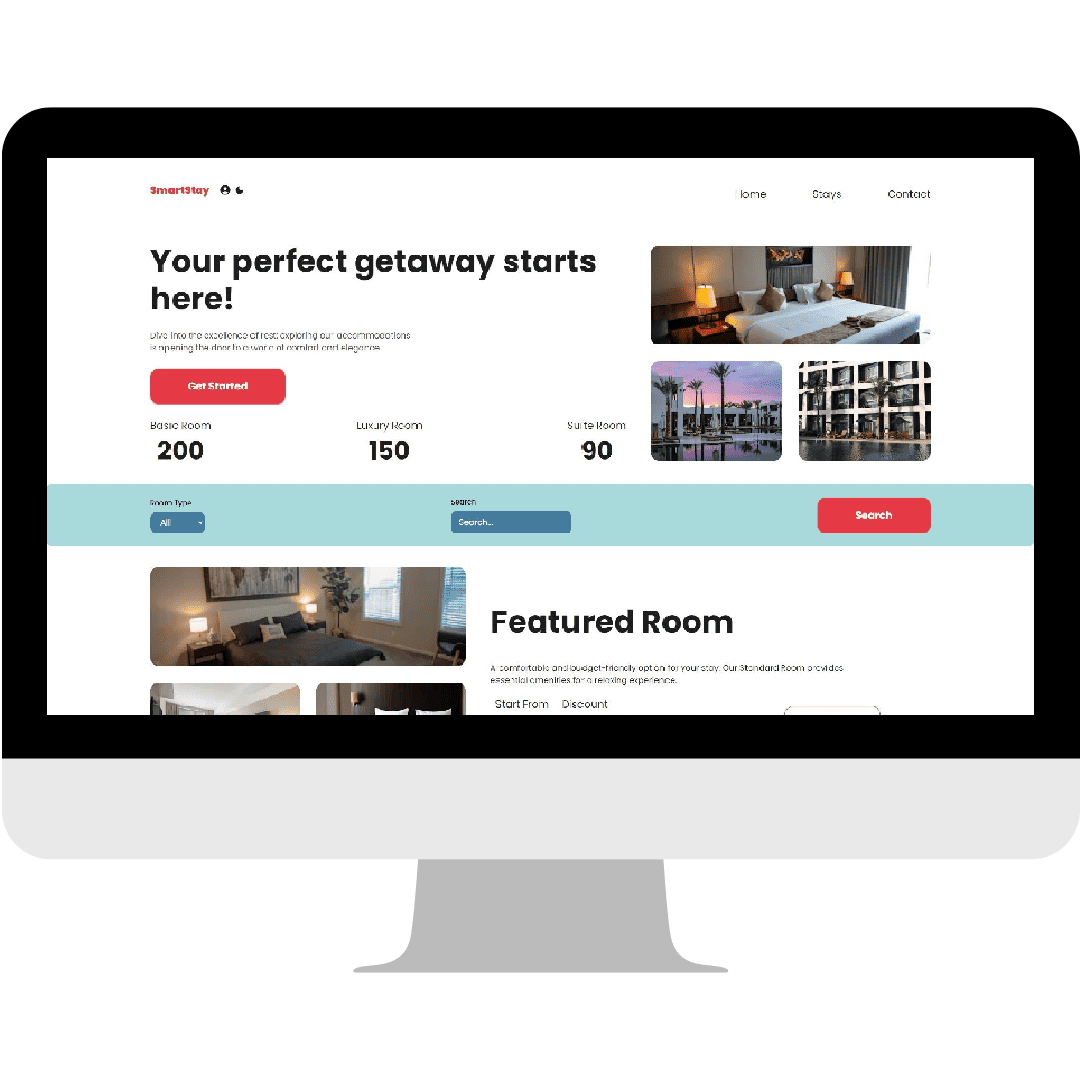 SmartStay
Home Stays Contact
Your perfect getaway starts
here!
Dive into the excellence of rest; exploring our accommodations
is opening the door to a world of comfort and elegance.
Get Started
Basic Room Luxury Room Suite Room
200 150 90
Room Type Search
All Search... Search
Featured Room
A comfortable and budget-friendly option for your stay. Our Standard Room provides
essential amenities for a relaxing experience.
Start From Discount